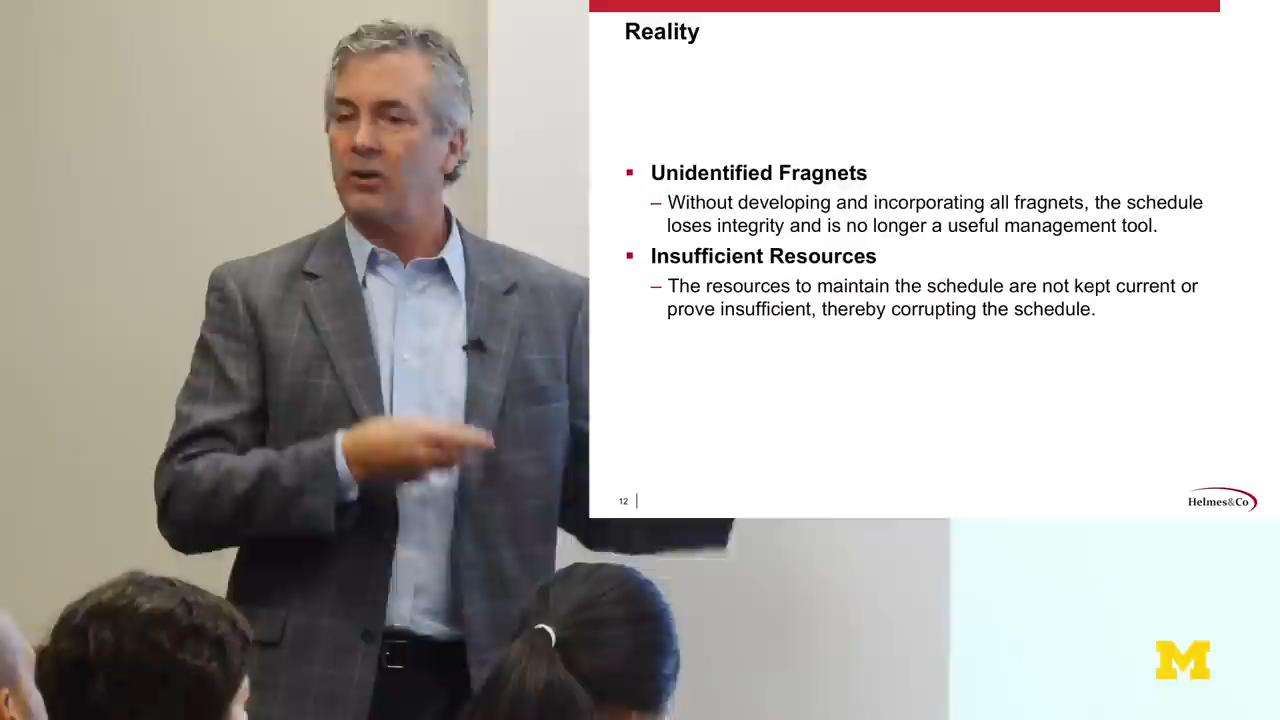 Reality
▪ Unidentified Fragnets
– Without developing and incorporating all fragnets, the schedule
loses integrity and is no longer a useful management tool.
▪ Insufficient Resources
– The resources to maintain the schedule are not kept current or
prove insufficient, thereby corrupting the schedule.
12
Helmes&Co
M